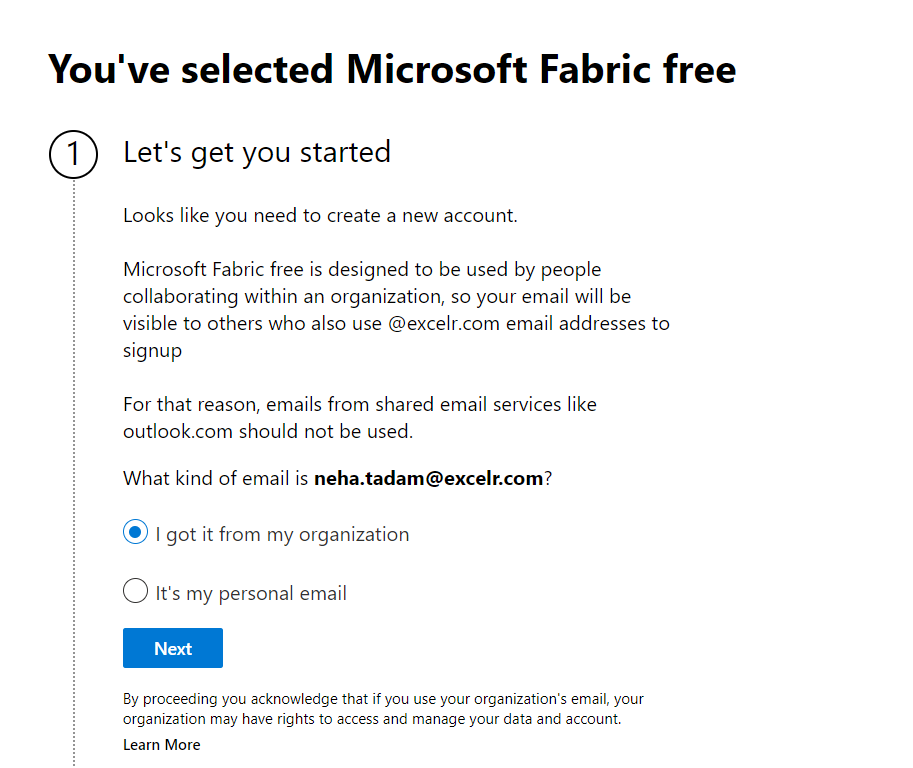 You've selected Microsoft Fabric free
1 Let's get you started
Looks like you need to create a new account.
Microsoft Fabric free is designed to be used by people
collaborating within an organization, so your email will be
visible to others who also use @excelr.com email addresses to
signup
For that reason, emails from shared email services like
outlook.com should not be used.
What kind of email is neha.tadam@excelr.com?
I got it from my organization
It's my personal email
Next
By proceeding you acknowledge that if you use your organization's email, your
organization may have rights to access and manage your data and account.
Learn More